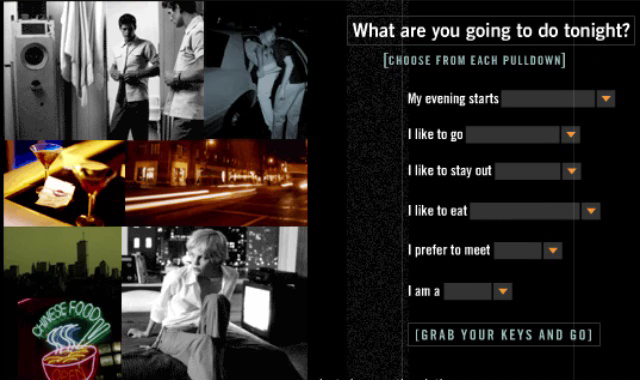 What are you going to do tonight?
[CHOOSE FROM EACH PULLDOWN]
My evening starts
I like to go
I like to stay out
I like to eat
I prefer to meet
I am a
[GRAB YOUR KEYS AND GO]
CHINESE FOOD
OPEN